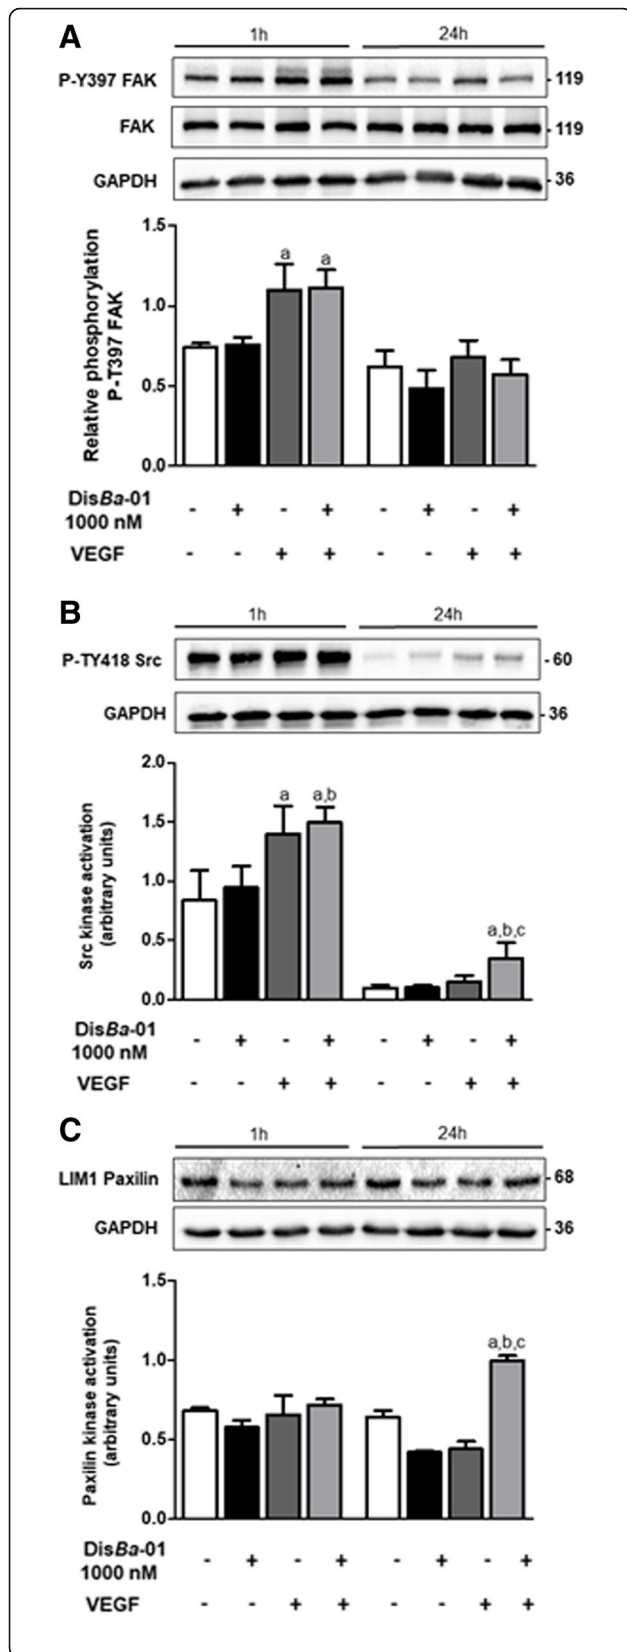 A
1h 24h
P-Y397 FAK - 119
FAK - 119
GAPDH - 36
Relative phosphorylation
P-T397 FAK
1.5
a a
1.0
0.5
0.0
DisBa-01
1000 nM - + - + - + - +
VEGF - - + + - - + +
B
1h 24h
P-TY418 Src - 60
GAPDH - 36
Src kinase activation
(arbitrary units)
2.0
a a,b
1.5
1.0
0.5 a,b,c
0.0
DisBa-01
1000 nM - + - + - + - +
VEGF - - + + - - + +
C
1h 24h
LIM1 Paxilin - 68
GAPDH - 36
Paxilin kinase activation
(arbitrary units)
1.5
a,b,c
1.0
0.5
0.0
DisBa-01
1000 nM - + - + - + - +
VEGF - - + + - - + +